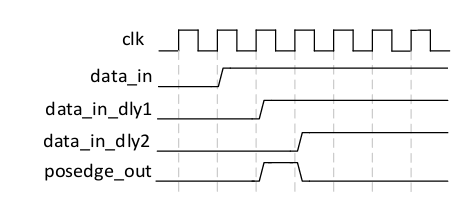 clk
data_in
data_in_dly1
data_in_dly2
posedge_out